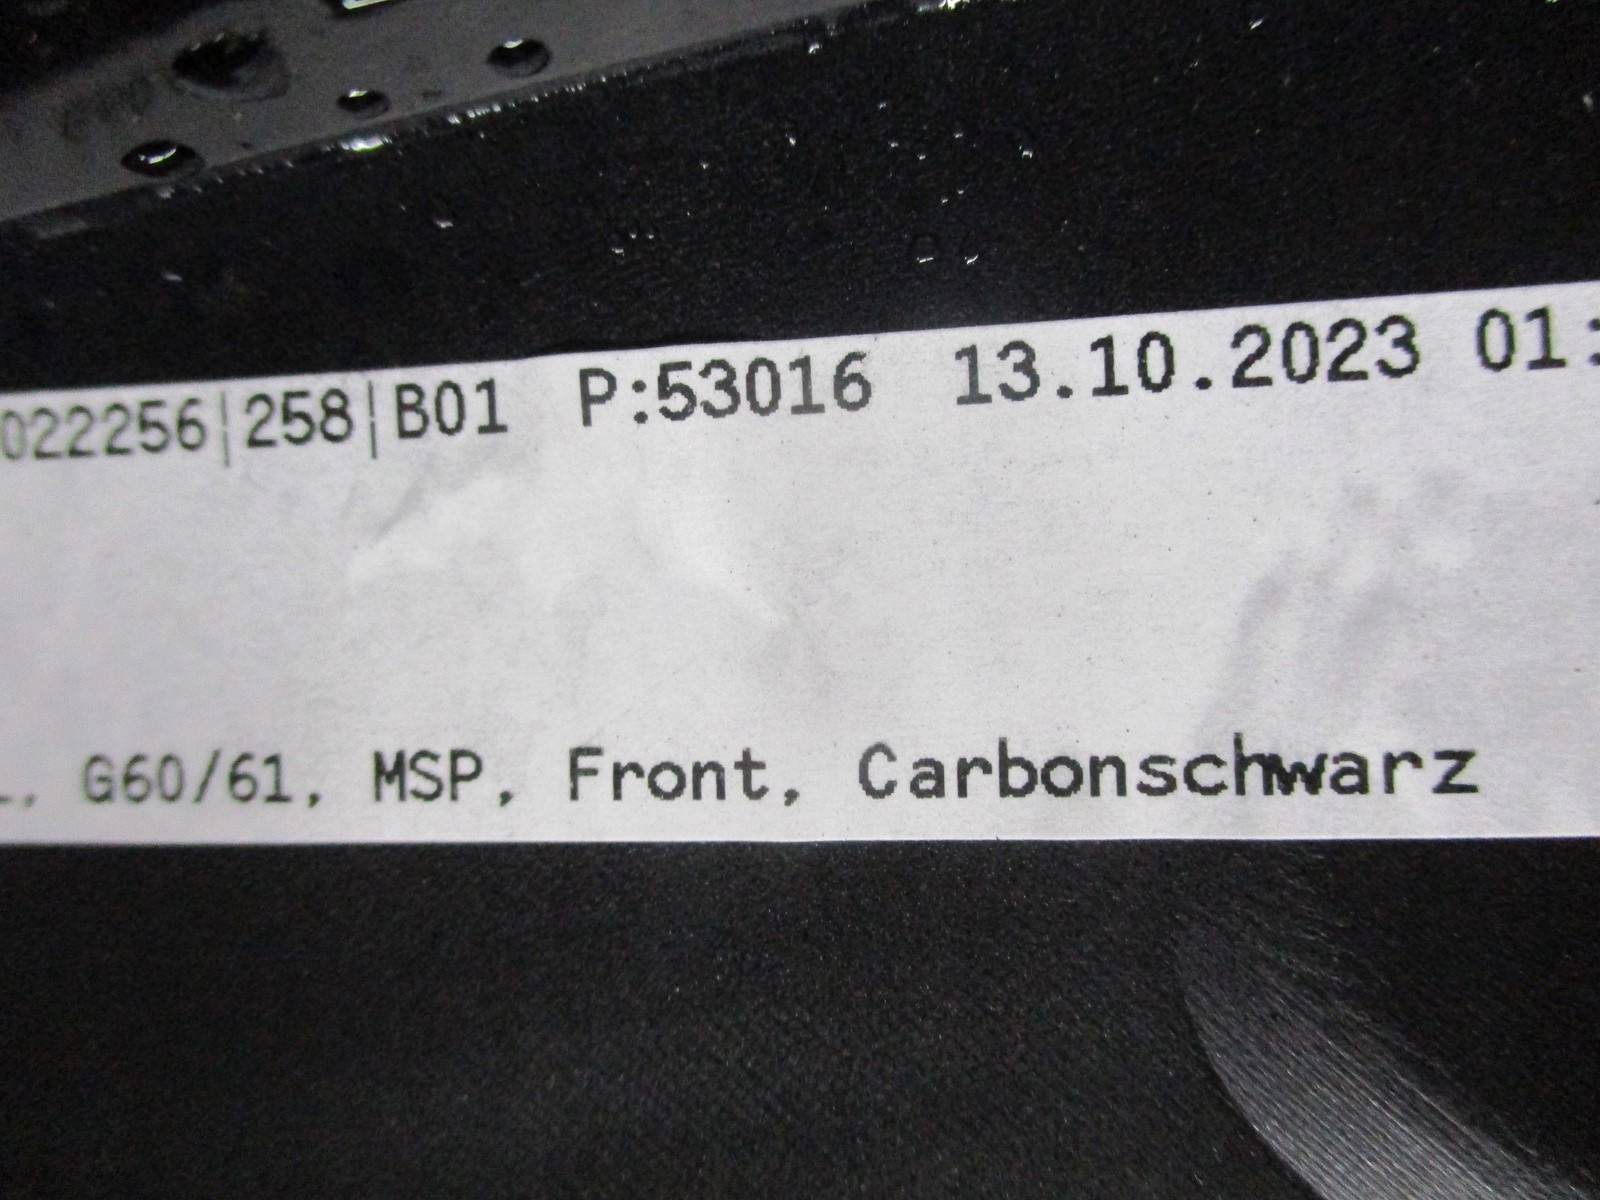 022256|258|B01 P:53016 13.10.2023 01:
G60/61, MSP, Front, Carbonschwarz